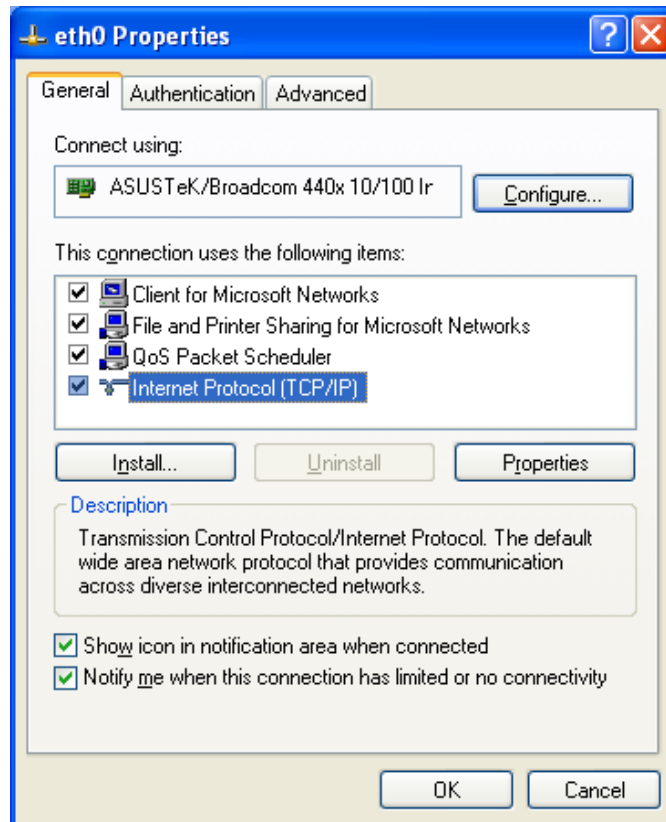 eth0 Properties
General Authentication Advanced
Connect using:
ASUSTeK/Broadcom 440x 10/100 Ir
Configure...
This connection uses the following items:
Client for Microsoft Networks
File and Printer Sharing for Microsoft Networks
QoS Packet Scheduler
Internet Protocol (TCP/IP)
Install... Uninstall Properties
Description
Transmission Control Protocol/Internet Protocol. The default
wide area network protocol that provides communication
across diverse interconnected networks.
Show icon in notification area when connected
Notify me when this connection has limited or no connectivity
OK Cancel